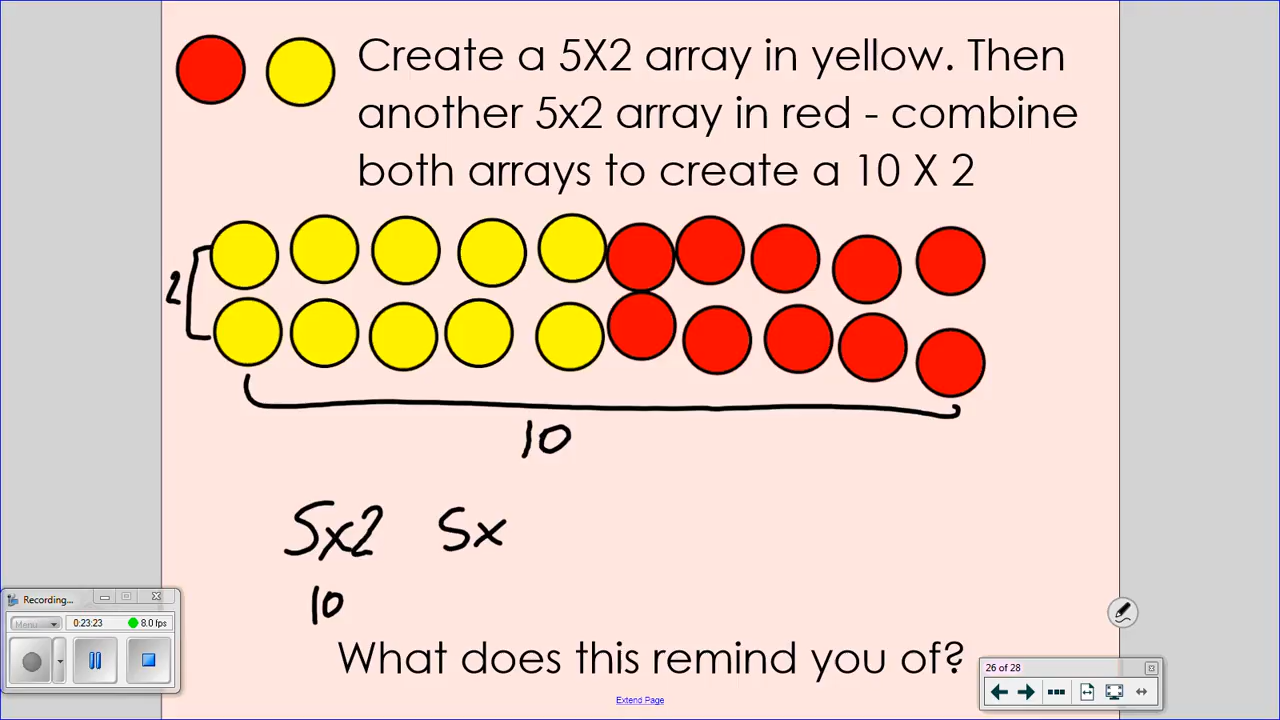 Create a 5X2 array in yellow. Then
another 5x2 array in red - combine
both arrays to create a 10 X 2
2
10
5x2 5x
10
What does this remind you of?
Extend Page
Recording...
Menu
0:23:23
8.0 fps
26 of 28